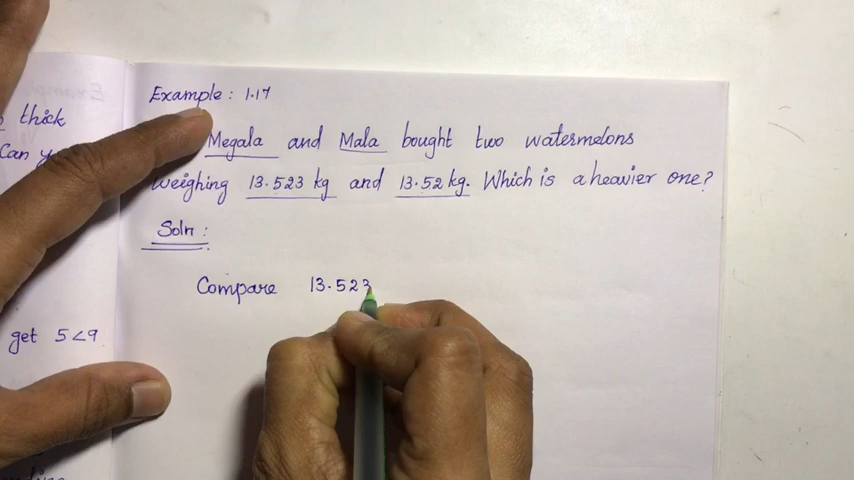 thick
Can
get 5<9
Example: 1.17
Megala and Mala bought two watermelons
weighing 13.523 kg and 13.52 kg. Which is a heavier one?
Soln:
Compare 13.523